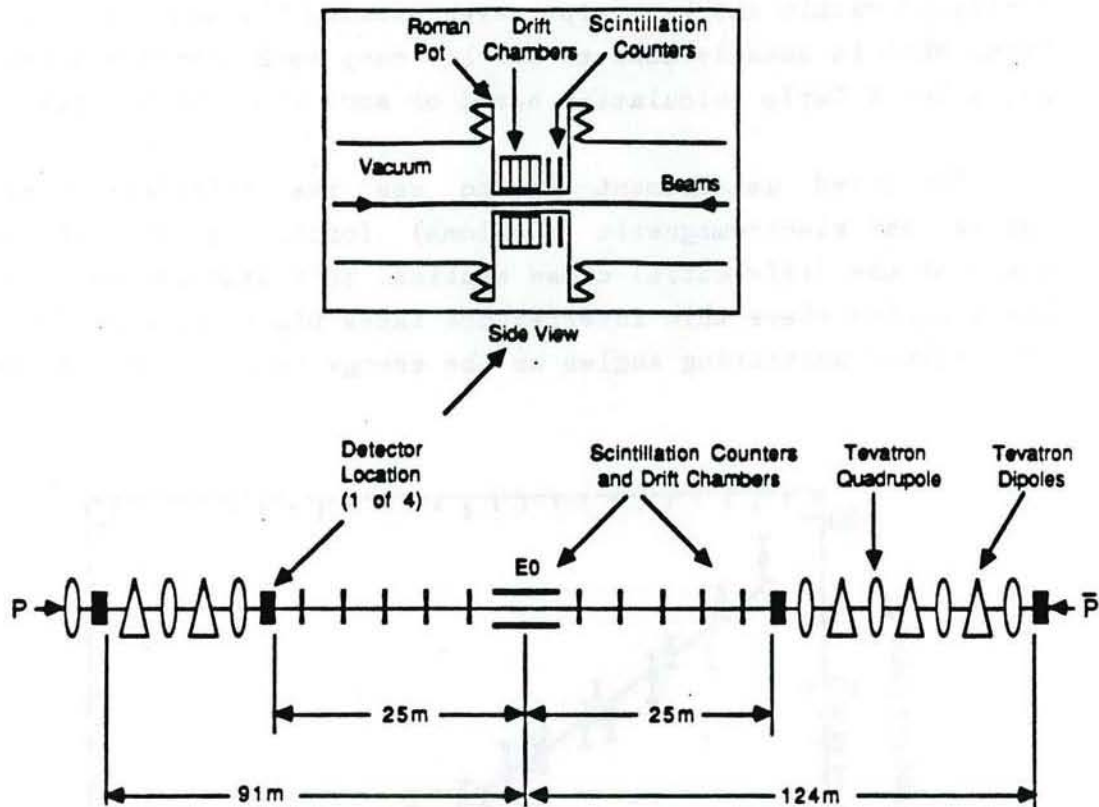 Roman Drift Scintillation
Pot Chambers Counters
Vacuum Beams
Side View
Detector
Location
(1 of 4)
Scintillation Counters
and Drift Chambers
Tevatron
Quadrupole
Tevatron
Dipoles
E0
P P̅
25m 25m
91m 124m